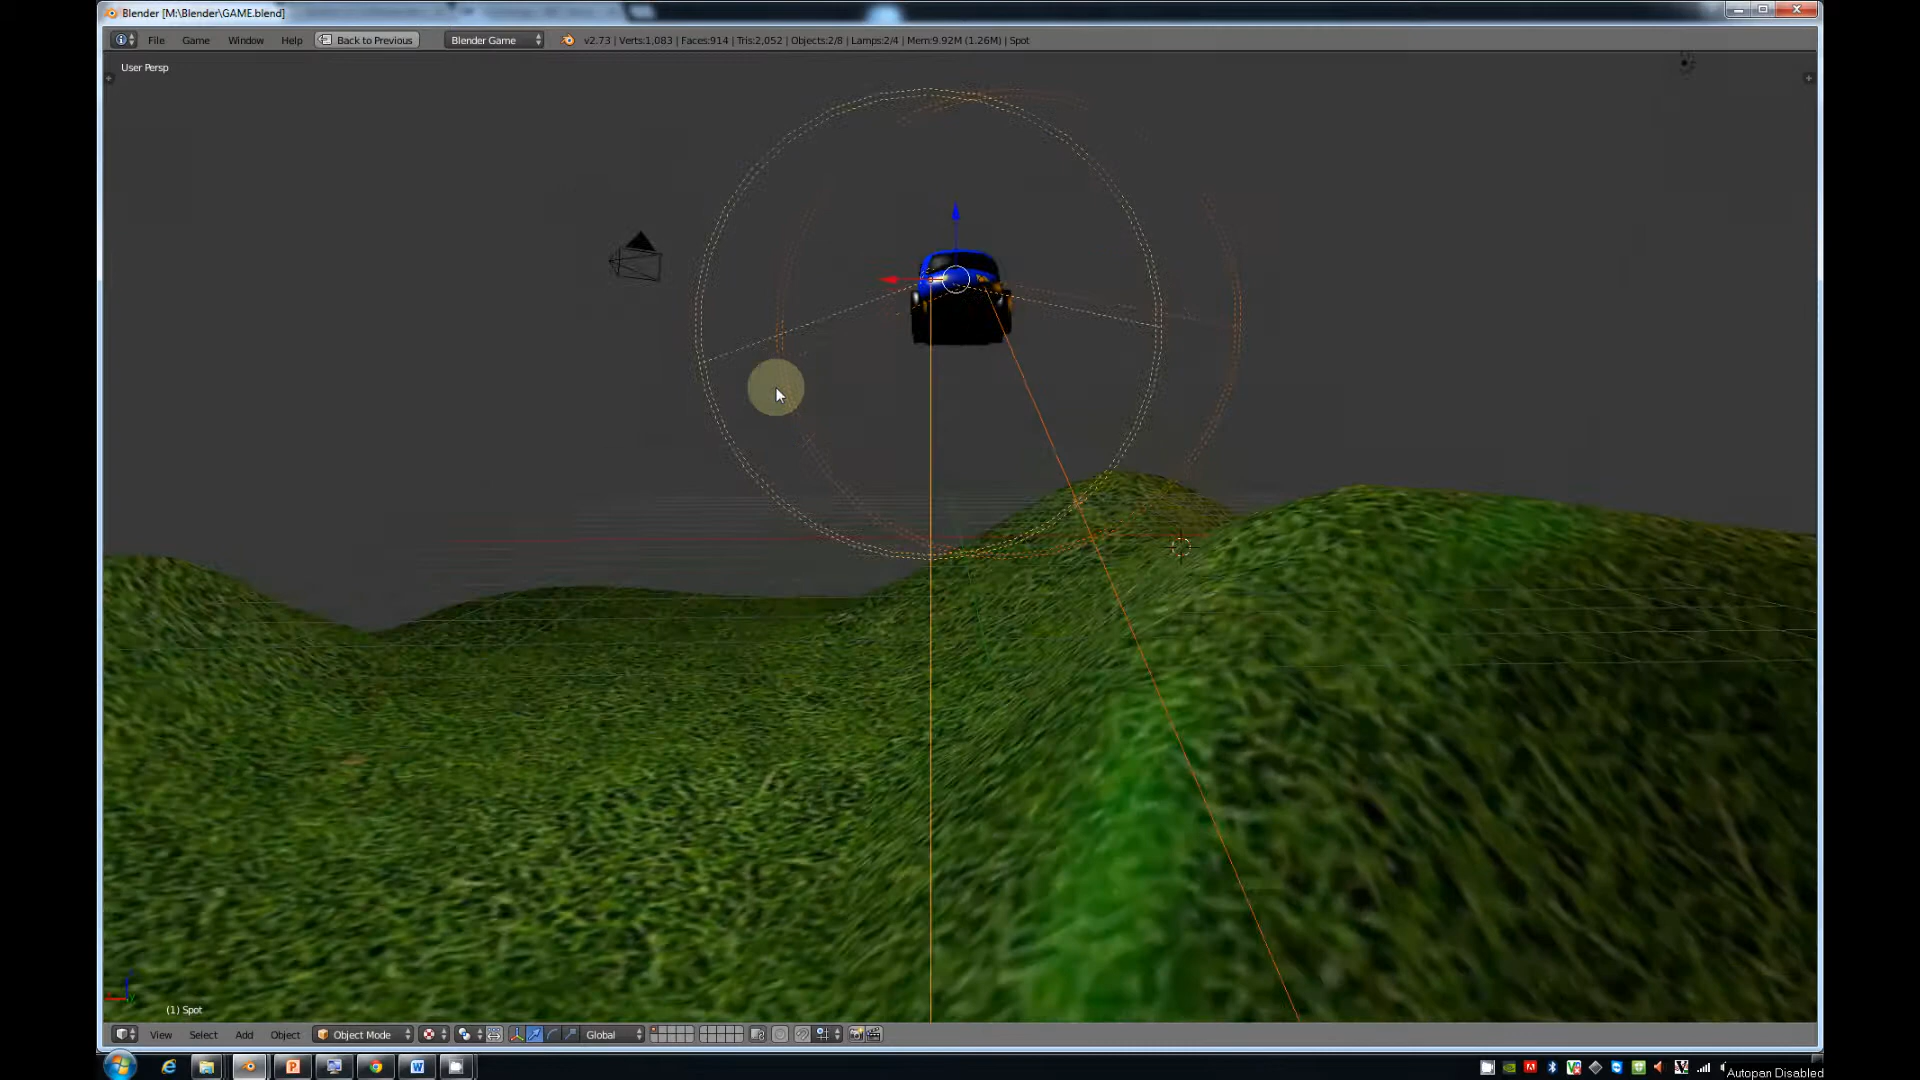 Blender [M:\Blender\GAME.blend]
File Game Window Help Back to Previous Blender Game v2.73 | Verts:1,083 | Faces:914 | Tris:2,052 | Objects:2/8 | Lamps:2/4 | Mem:9.92M (1.26M) | Spot
User Persp
(1) Spot
View Select Add Object Object Mode Global
Autopan Disabled